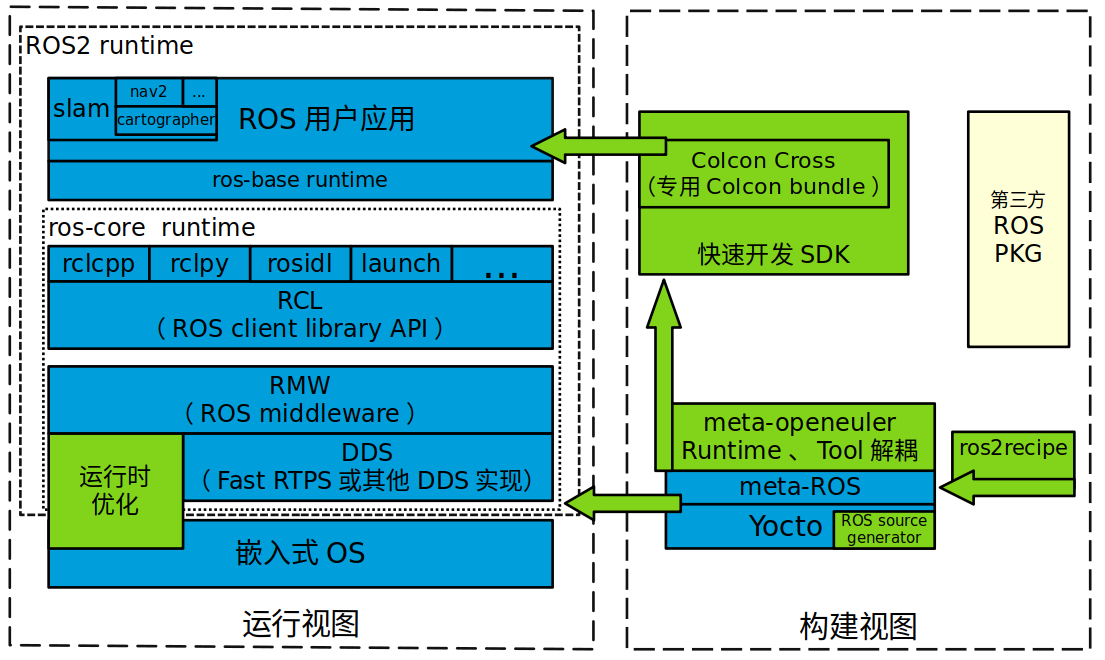 ROS2 runtime
slam
nav2
...
cartographer
ROS 用户应用
ros-base runtime
ros-core runtime
rclcpp
rclpy
rosidl
launch
...
RCL
（ ROS client library API ）
RMW
（ ROS middleware ）
运行时
优化
DDS
（ Fast RTPS 或其他 DDS 实现）
嵌入式 OS
运行视图
Colcon Cross
（专用 Colcon bundle ）
快速开发 SDK
第三方
ROS
PKG
meta-openeuler
Runtime 、 Tool 解耦
meta-ROS
Yocto
ROS source
generator
ros2recipe
构建视图